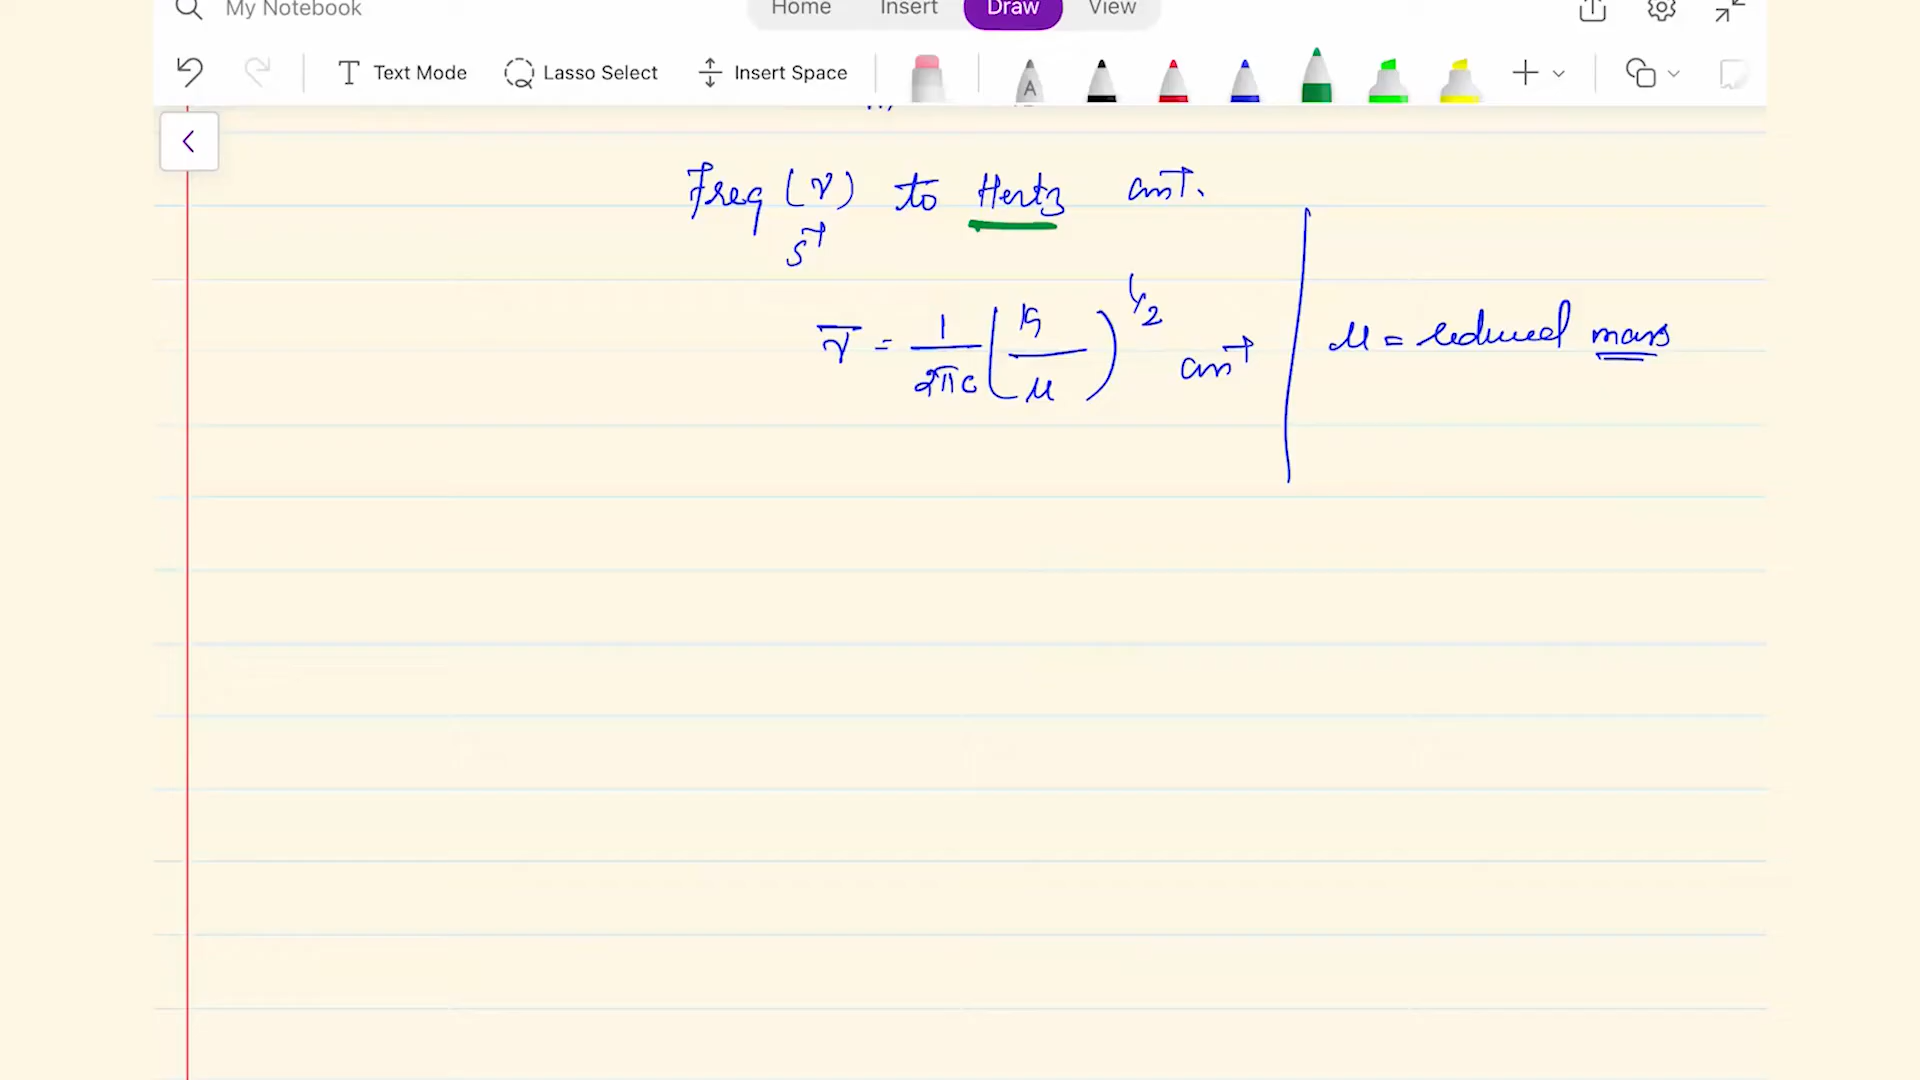 My Notebook
Home Insert Draw View
Text Mode Lasso Select Insert Space A
Freq (ν) to Hertz cm⁻¹.
s⁻¹
ν̅ = 1/2πc (K/μ)^1/2 cm⁻¹
μ = reduced mass